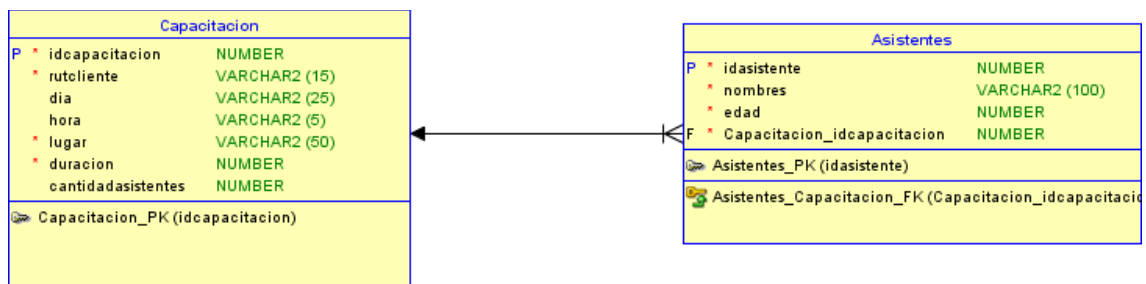 Capacitacion
P * idcapacitacion NUMBER
* rutcliente VARCHAR2 (15)
dia VARCHAR2 (25)
hora VARCHAR2 (5)
* lugar VARCHAR2 (50)
* duracion NUMBER
cantidadasistentes NUMBER
Capacitacion_PK (idcapacitacion)
Asistentes
P * idasistente NUMBER
* nombres VARCHAR2 (100)
* edad NUMBER
F * Capacitacion_idcapacitacion NUMBER
Asistentes_PK (idasistente)
Asistentes_Capacitacion_FK (Capacitacion_idcapacitacio